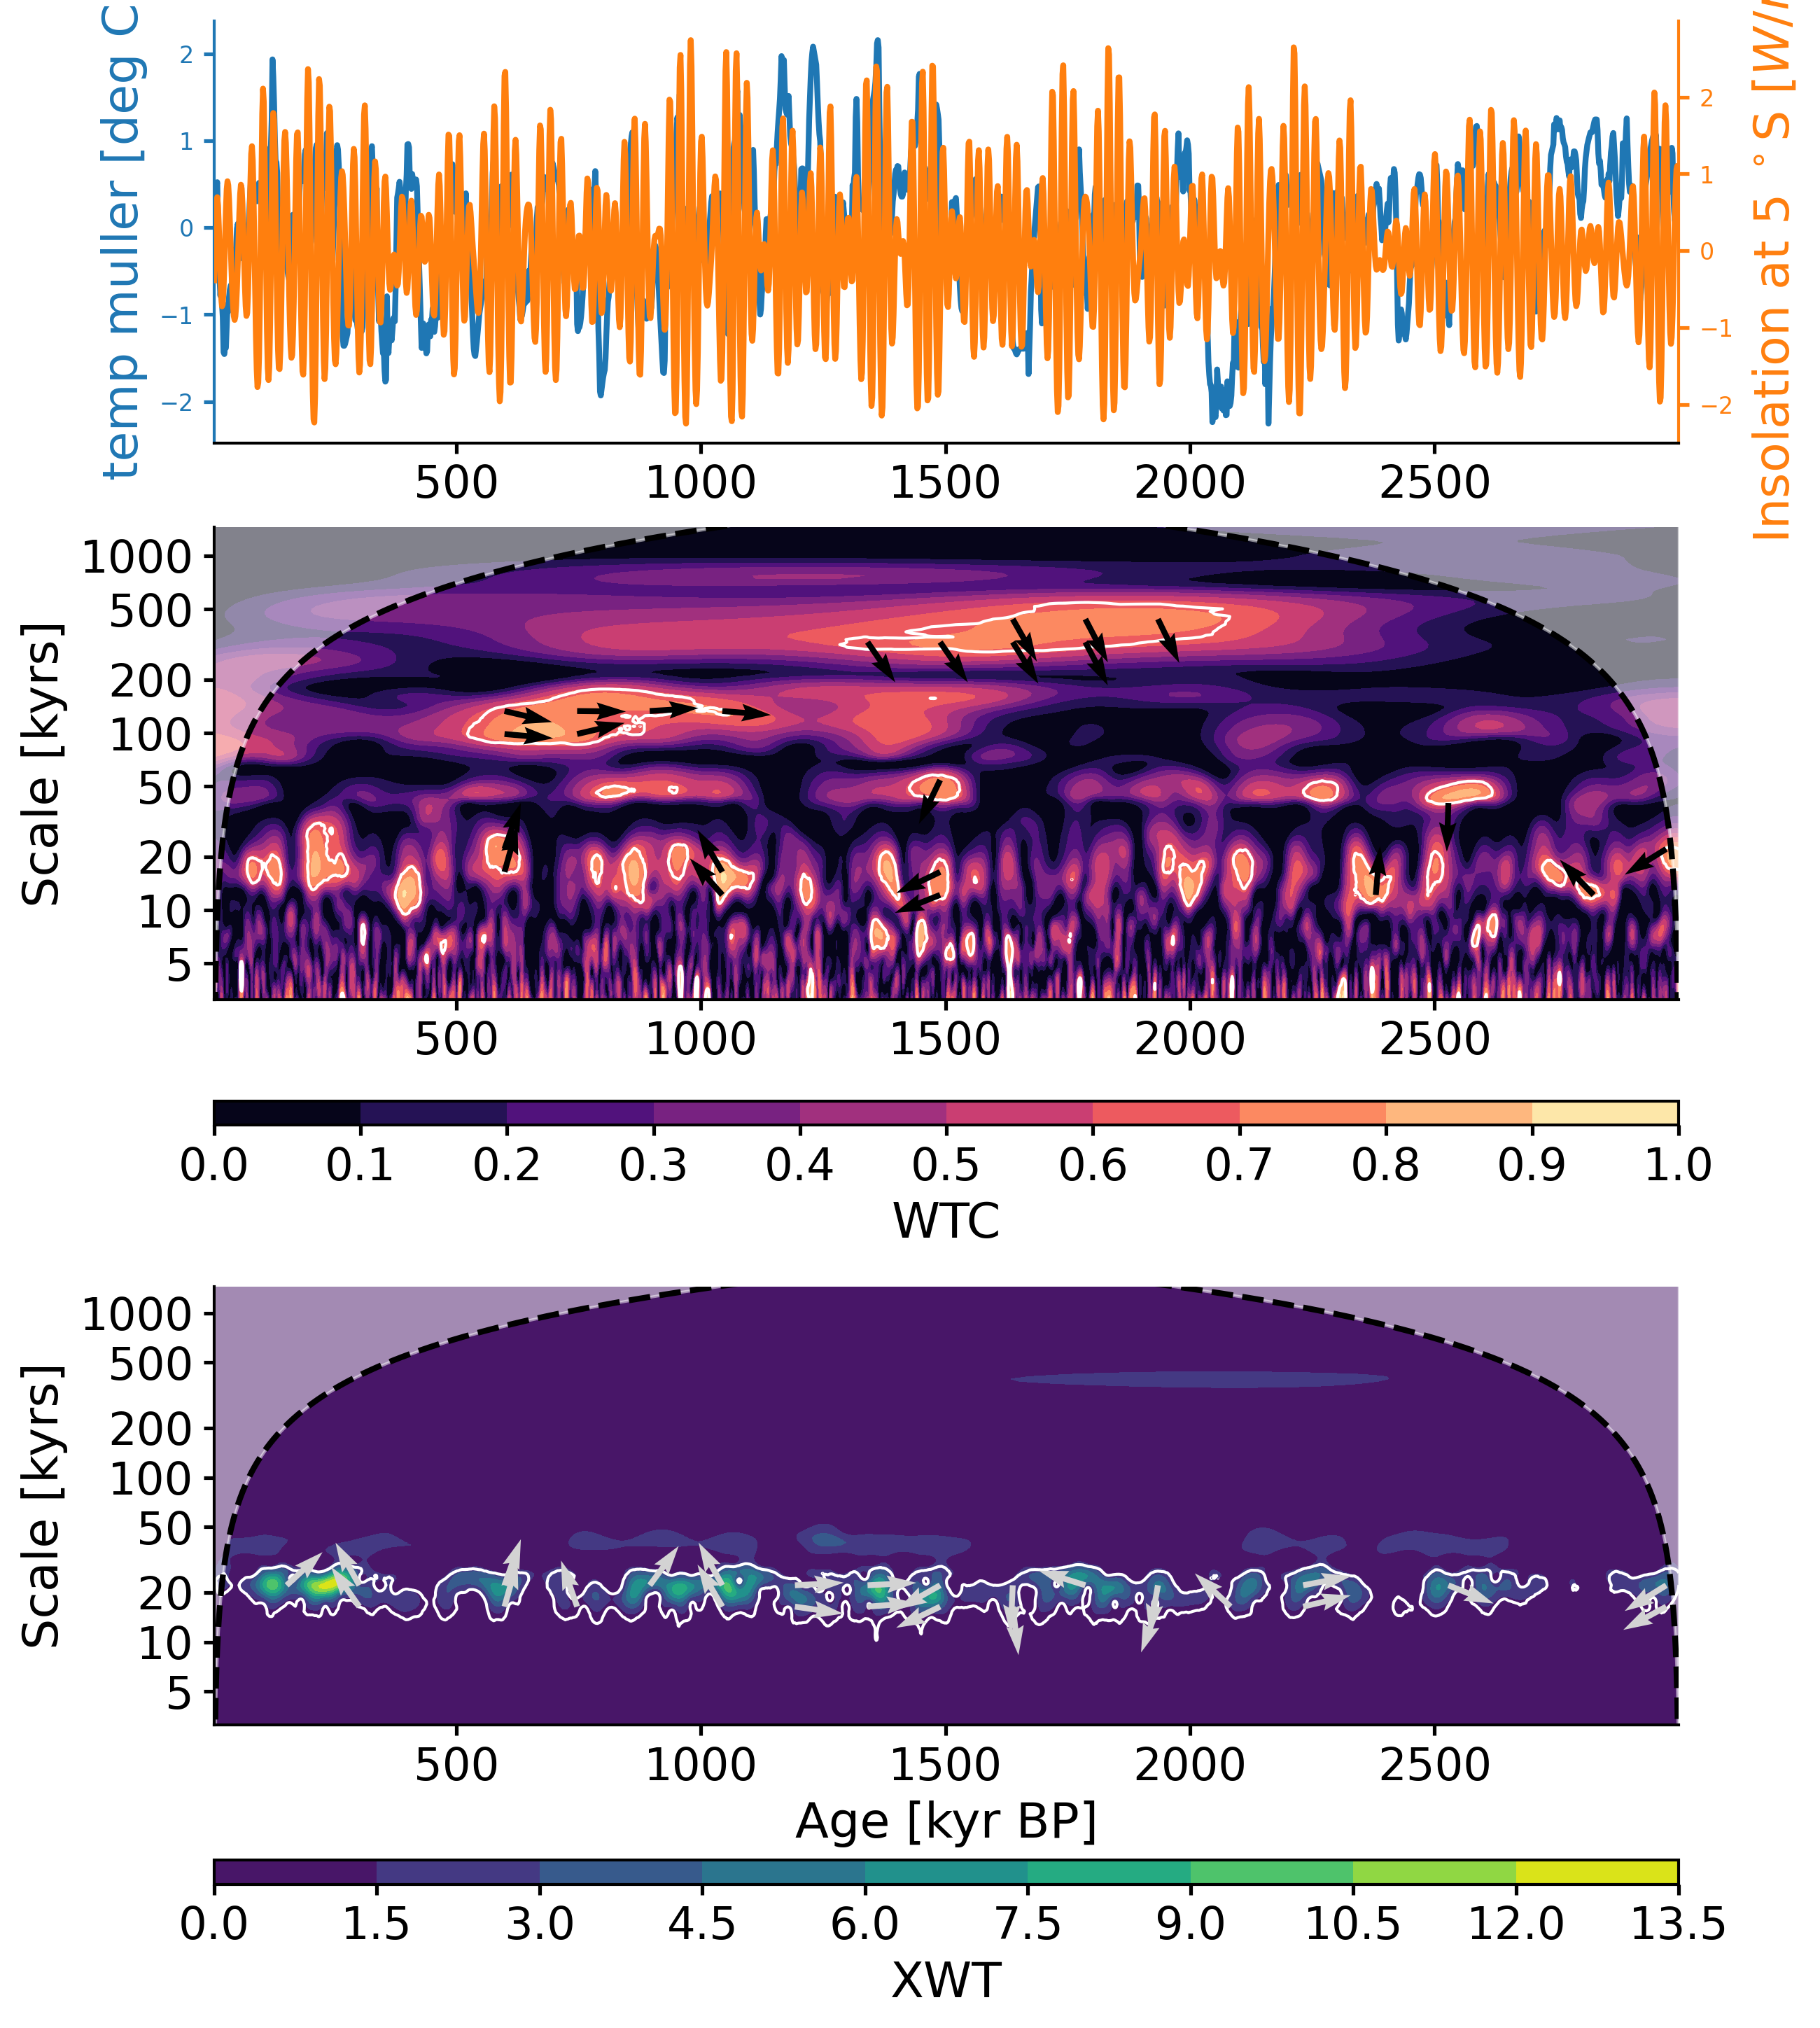 temp muller [deg C
2
1
0
−1
−2
2
1
0
−1
−2
Insolation at 5 ° S [W/
500 1000 1500 2000 2500
Scale [kyrs]
1000
500
200
100
50
20
10
5
500 1000 1500 2000 2500
0.0 0.1 0.2 0.3 0.4 0.5 0.6 0.7 0.8 0.9 1.0
WTC
Scale [kyrs]
1000
500
200
100
50
20
10
5
500 1000 1500 2000 2500
Age [kyr BP]
0.0 1.5 3.0 4.5 6.0 7.5 9.0 10.5 12.0 13.5
XWT